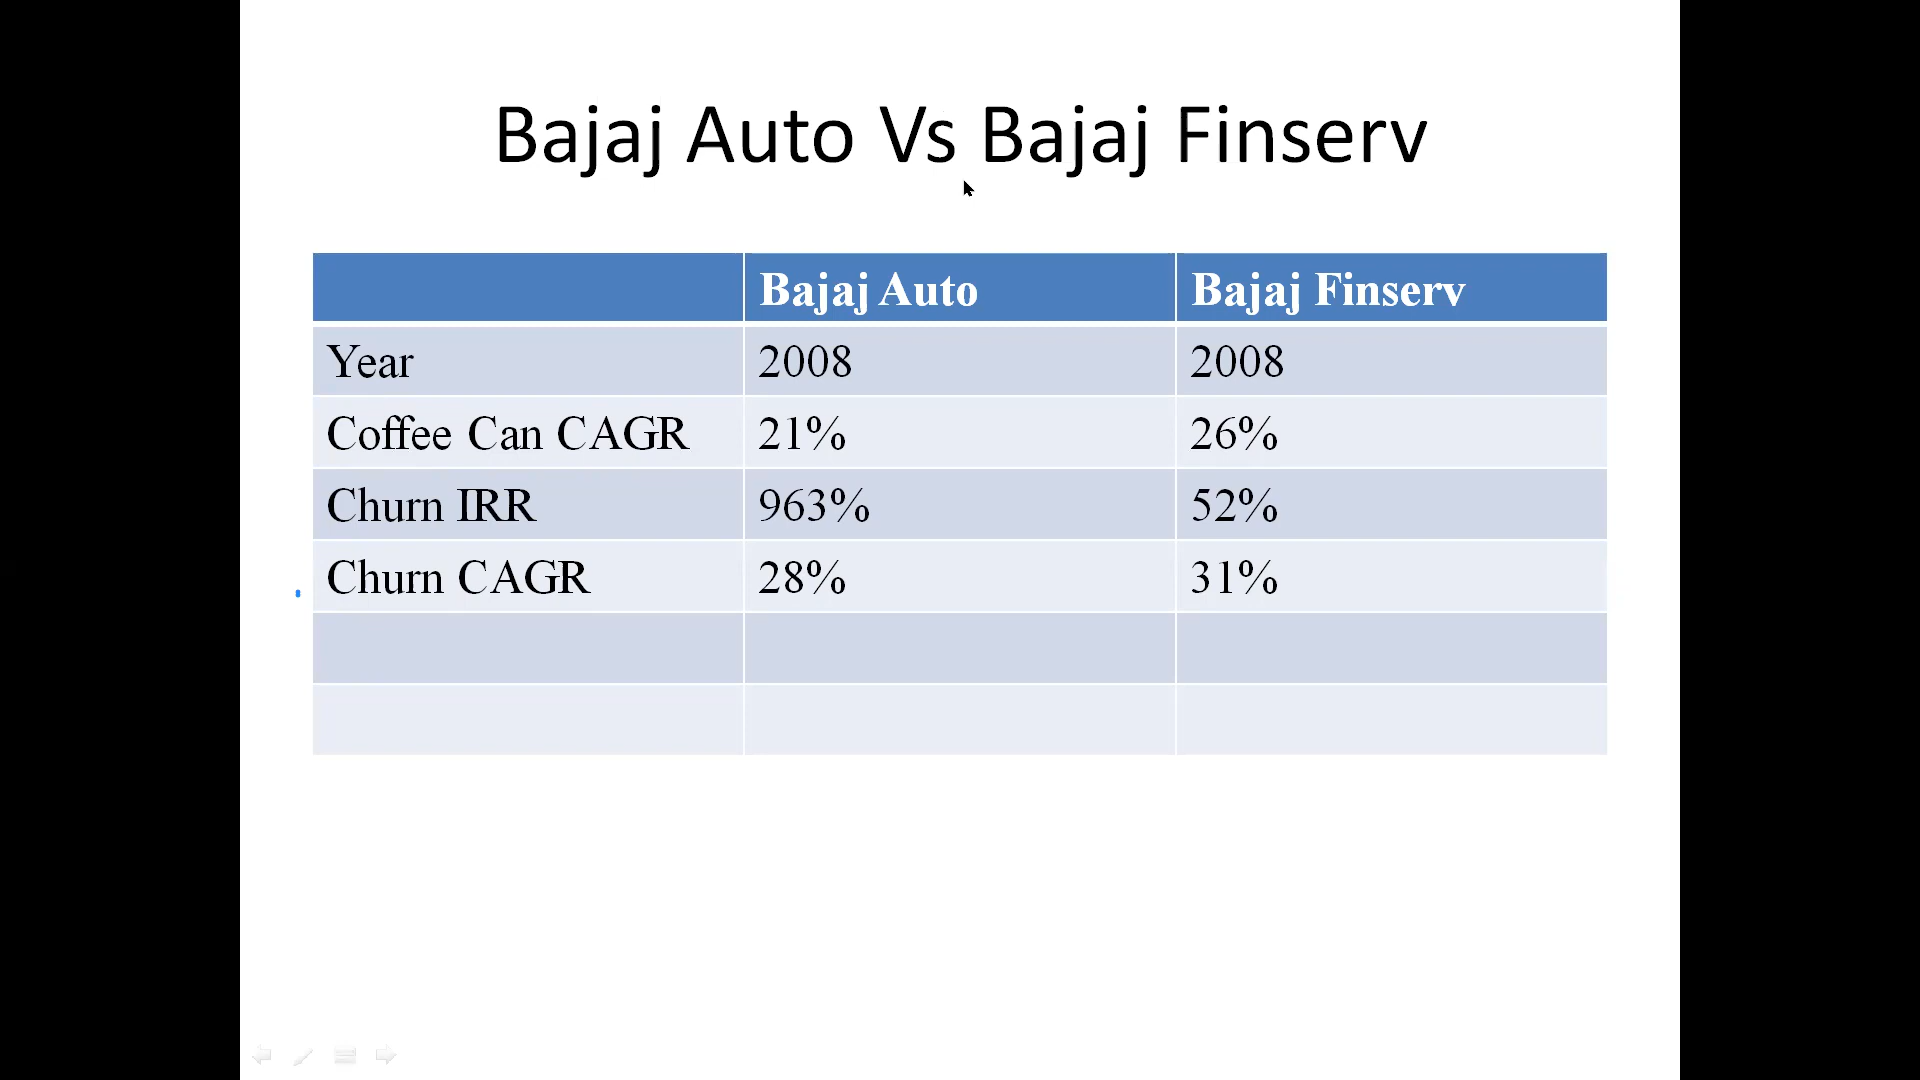 Bajaj Auto Vs Bajaj Finserv
Bajaj Auto Bajaj Finserv
Year 2008 2008
Coffee Can CAGR 21% 26%
Churn IRR 963% 52%
Churn CAGR 28% 31%